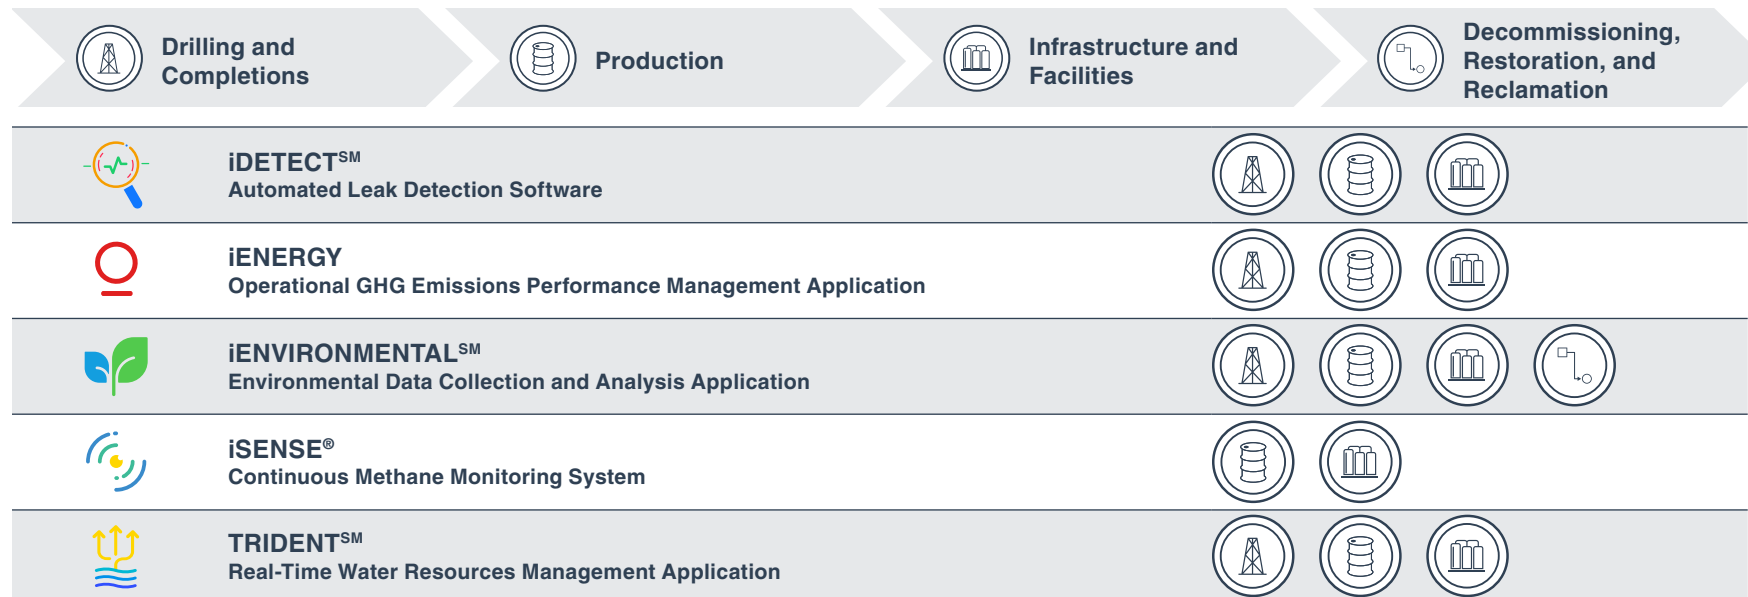 Drilling and
Completions
Production
Infrastructure and
Facilities
Decommissioning,
Restoration, and
Reclamation
iDETECT℠
Automated Leak Detection Software
iENERGY
Operational GHG Emissions Performance Management Application
iENVIRONMENTAL℠
Environmental Data Collection and Analysis Application
iSENSE®
Continuous Methane Monitoring System
TRIDENT℠
Real-Time Water Resources Management Application